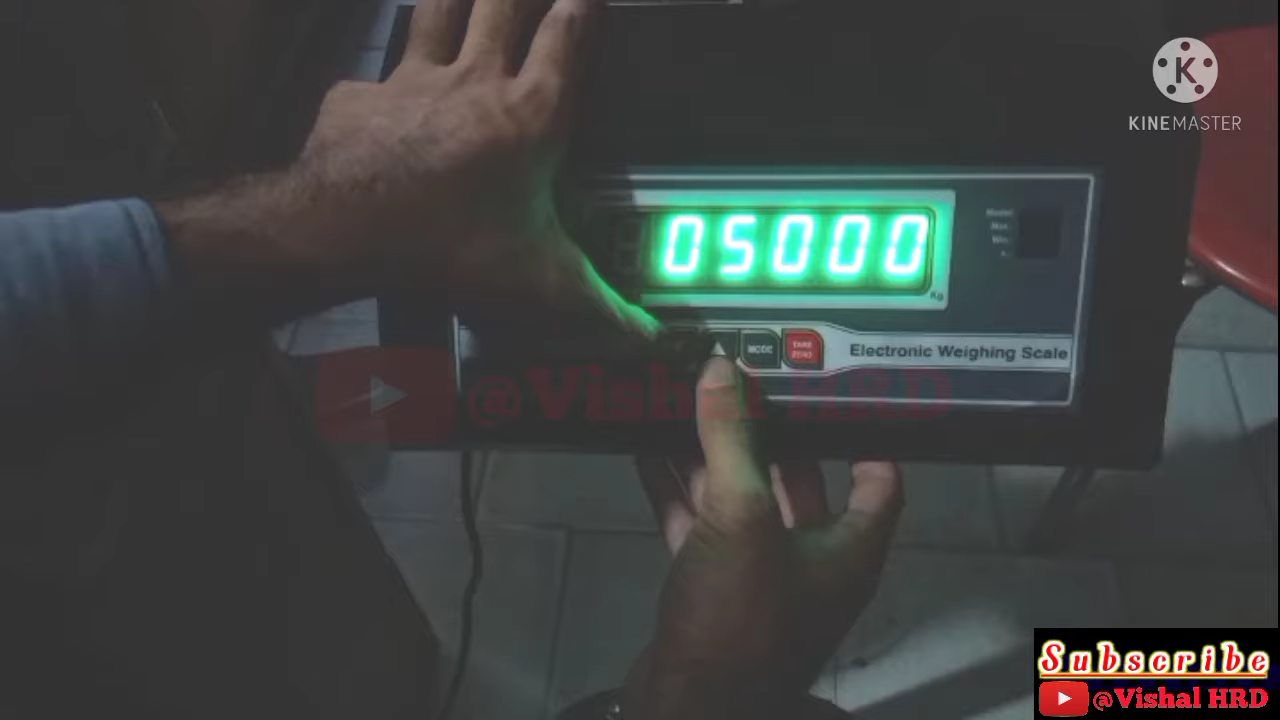 KINEMASTER
05000
Model
Max.
Min.
Kg
MODE
TARE
ZERO
Electronic Weighing Scale
@Vishal HRD
Subscribe
@Vishal HRD